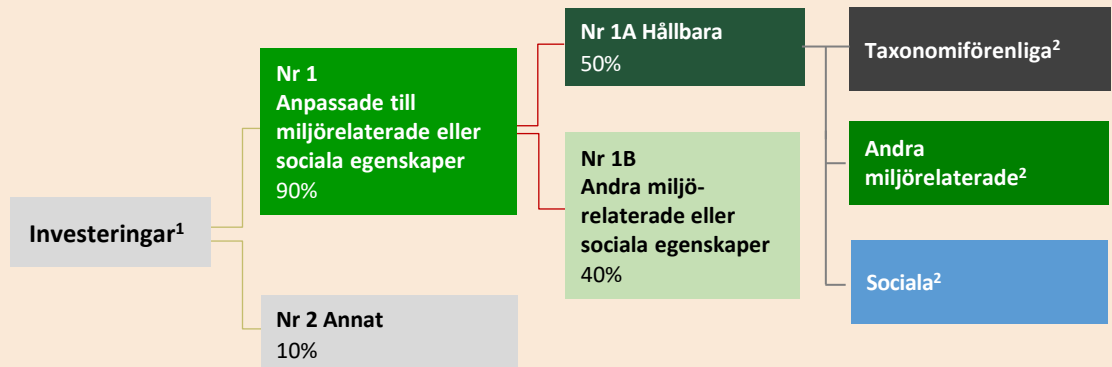 Investeringar¹
Nr 1
Anpassade till
miljörelaterade eller
sociala egenskaper
90%
Nr 2 Annat
10%
Nr 1A Hållbara
50%
Nr 1B
Andra miljö-
relaterade eller
sociala egenskaper
40%
Taxonomiförenliga²
Andra
miljörelaterade²
Sociala²